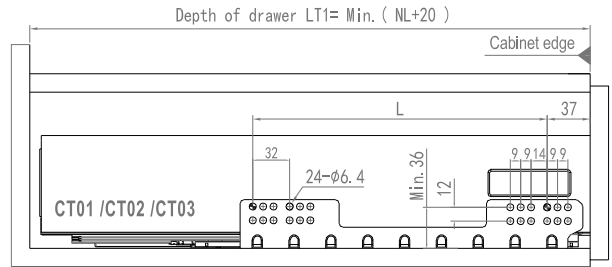 Depth of drawer LT1= Min.( NL+20 )
Cabinet edge
L
37
32
24-Φ6.4
Min.36
12
9 9 14 9 9
CT01 /CT02 /CT03